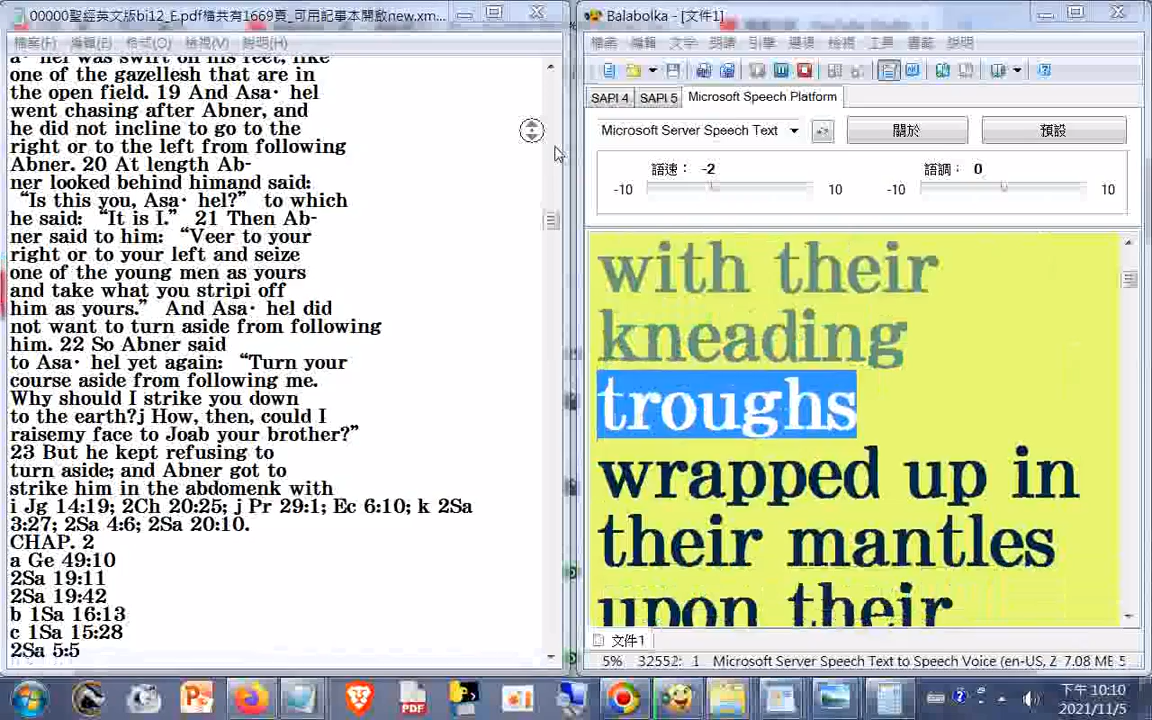 00000聖經英文版bi12_E.pdf檔共有1669頁_可用記事本開啟new.xm...
檔案(F) 編輯(E) 格式(O) 檢視(V) 說明(H)
a· hel was swift on his feet, like
one of the gazellesh that are in
the open field. 19 And Asa· hel
went chasing after Abner, and
he did not incline to go to the
right or to the left from following
Abner. 20 At length Ab-
ner looked behind himand said:
“Is this you, Asa· hel?” to which
he said: “It is I.” 21 Then Ab-
ner said to him: “Veer to your
right or to your left and seize
one of the young men as yours
and take what you stripi off
him as yours.” And Asa· hel did
not want to turn aside from following
him. 22 So Abner said
to Asa· hel yet again: “Turn your
course aside from following me.
Why should I strike you down
to the earth?j How, then, could I
raisemy face to Joab your brother?”
23 But he kept refusing to
turn aside; and Abner got to
strike him in the abdomenk with
i Jg 14:19; 2Ch 20:25; j Pr 29:1; Ec 6:10; k 2Sa
3:27; 2Sa 4:6; 2Sa 20:10.
CHAP. 2
a Ge 49:10
2Sa 19:11
2Sa 19:42
b 1Sa 16:13
c 1Sa 15:28
2Sa 5:5
Balabolka - [文件1]
檔案 編輯 文字 朗讀 引擎 選項 檢視 工具 書籤 說明
SAPI 4 SAPI 5 Microsoft Speech Platform
Microsoft Server Speech Text 關於 預設
語速： -2 語調： 0
-10 10 -10 10
with their
kneading
troughs
wrapped up in
their mantles
upon their
文件1
5% 32552: 1 Microsoft Server Speech Text to Speech Voice (en-US, Z 7.08 MB 5
PDF
下午 10:10
2021/11/5